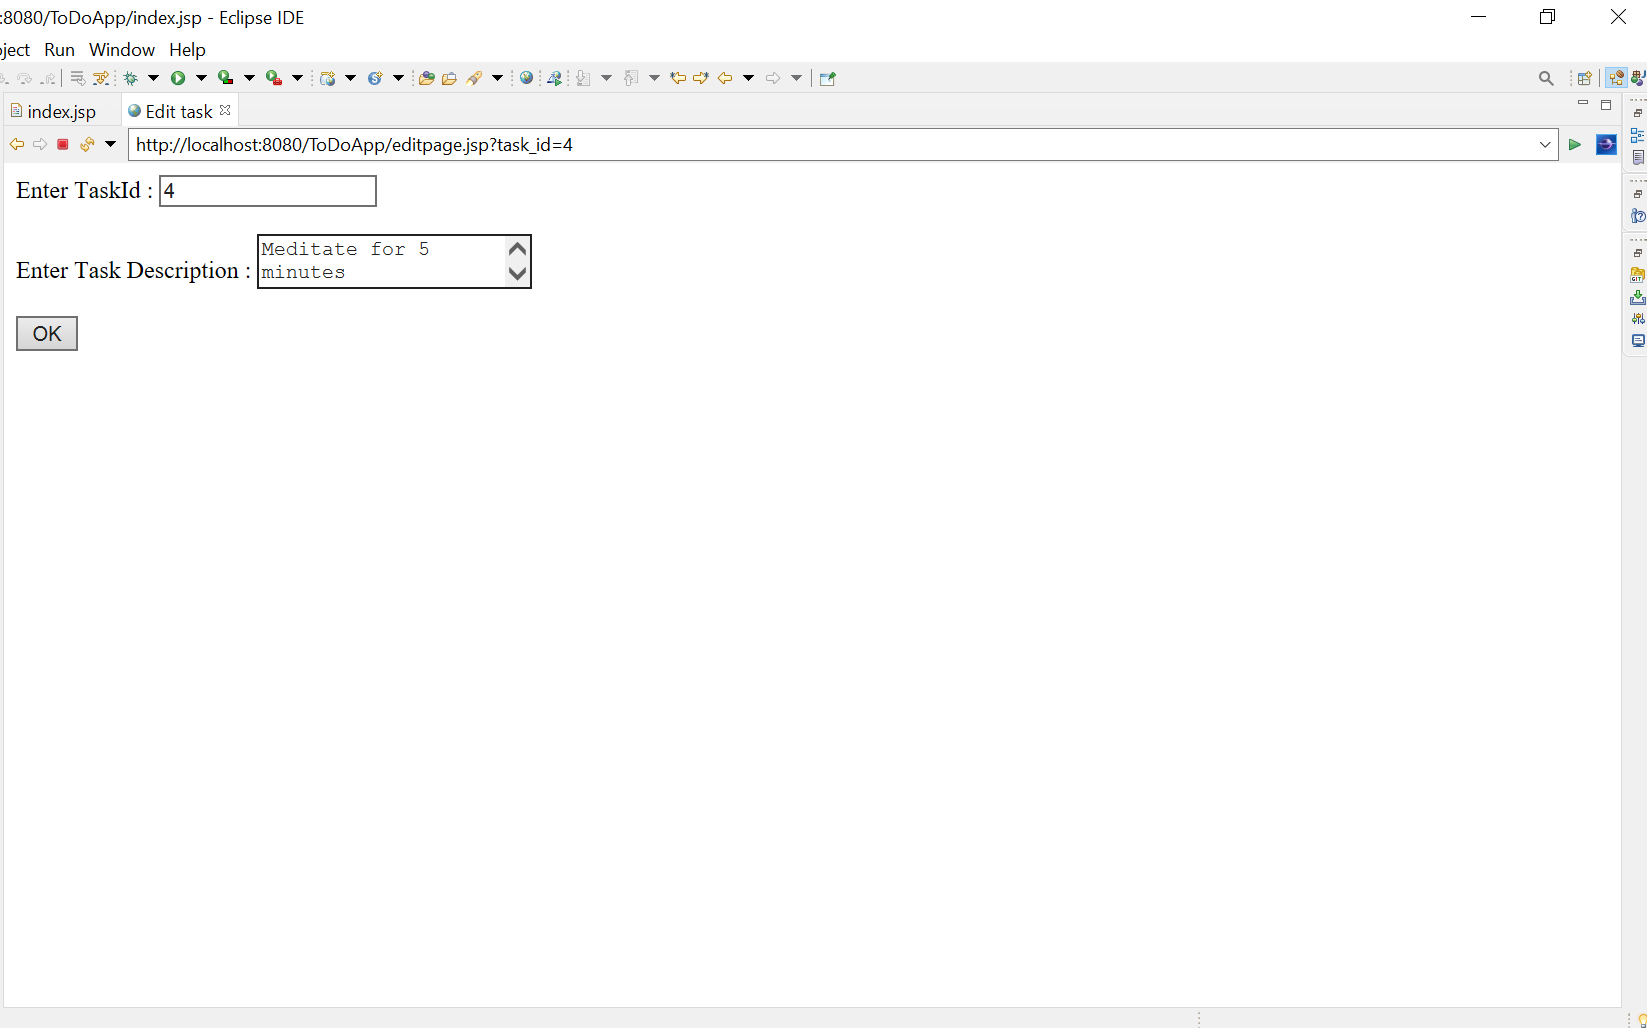 :8080/ToDoApp/index.jsp - Eclipse IDE
ject Run Window Help
index.jsp Edit task
http://localhost:8080/ToDoApp/editpage.jsp?task_id=4
Enter TaskId : 4
Meditate for 5
Enter Task Description : minutes
OK